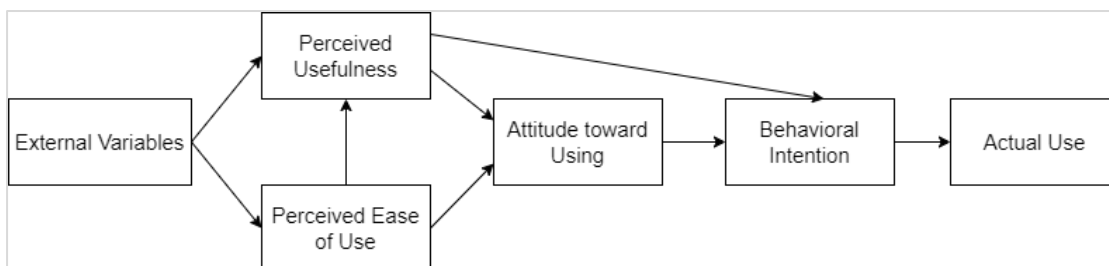 Perceived
Usefulness
External Variables
Attitude toward
Using
Behavioral
Intention
Actual Use
Perceived Ease
of Use